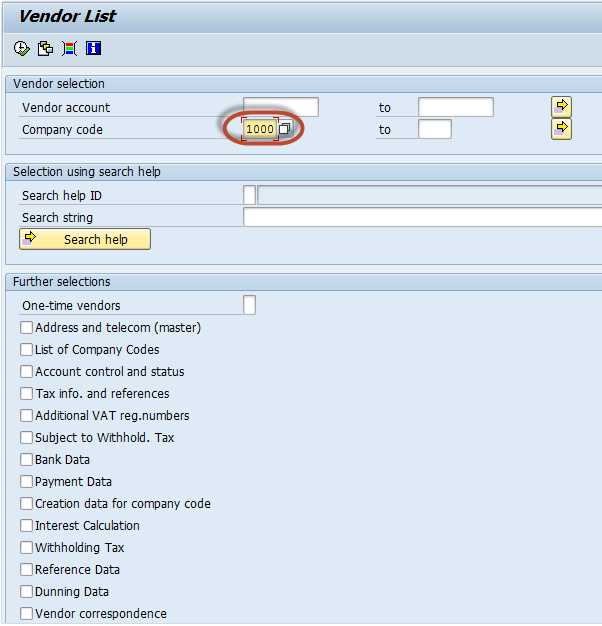 Vendor List
Vendor selection
Vendor account to
Company code 1000 to
Selection using search help
Search help ID
Search string
Search help
Further selections
One-time vendors
Address and telecom (master)
List of Company Codes
Account control and status
Tax info. and references
Additional VAT reg.numbers
Subject to Withhold. Tax
Bank Data
Payment Data
Creation data for company code
Interest Calculation
Withholding Tax
Reference Data
Dunning Data
Vendor correspondence